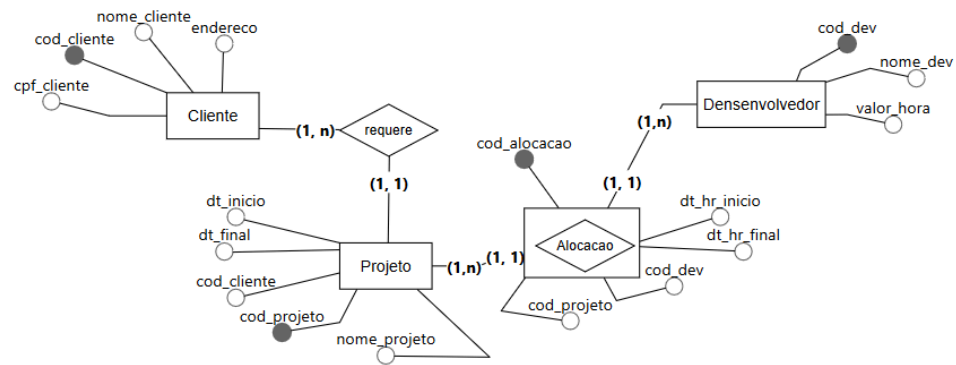 nome_cliente
cod_cliente
endereco
cpf_cliente
Cliente
(1, n)
requere
(1, 1)
cod_dev
nome_dev
Densenvolvedor
valor_hora
(1,n)
cod_alocacao
(1, 1)
dt_inicio
dt_final
cod_cliente
Projeto
cod_projeto
nome_projeto
(1,n)
(1, 1)
Alocacao
dt_hr_inicio
dt_hr_final
cod_dev
cod_projeto